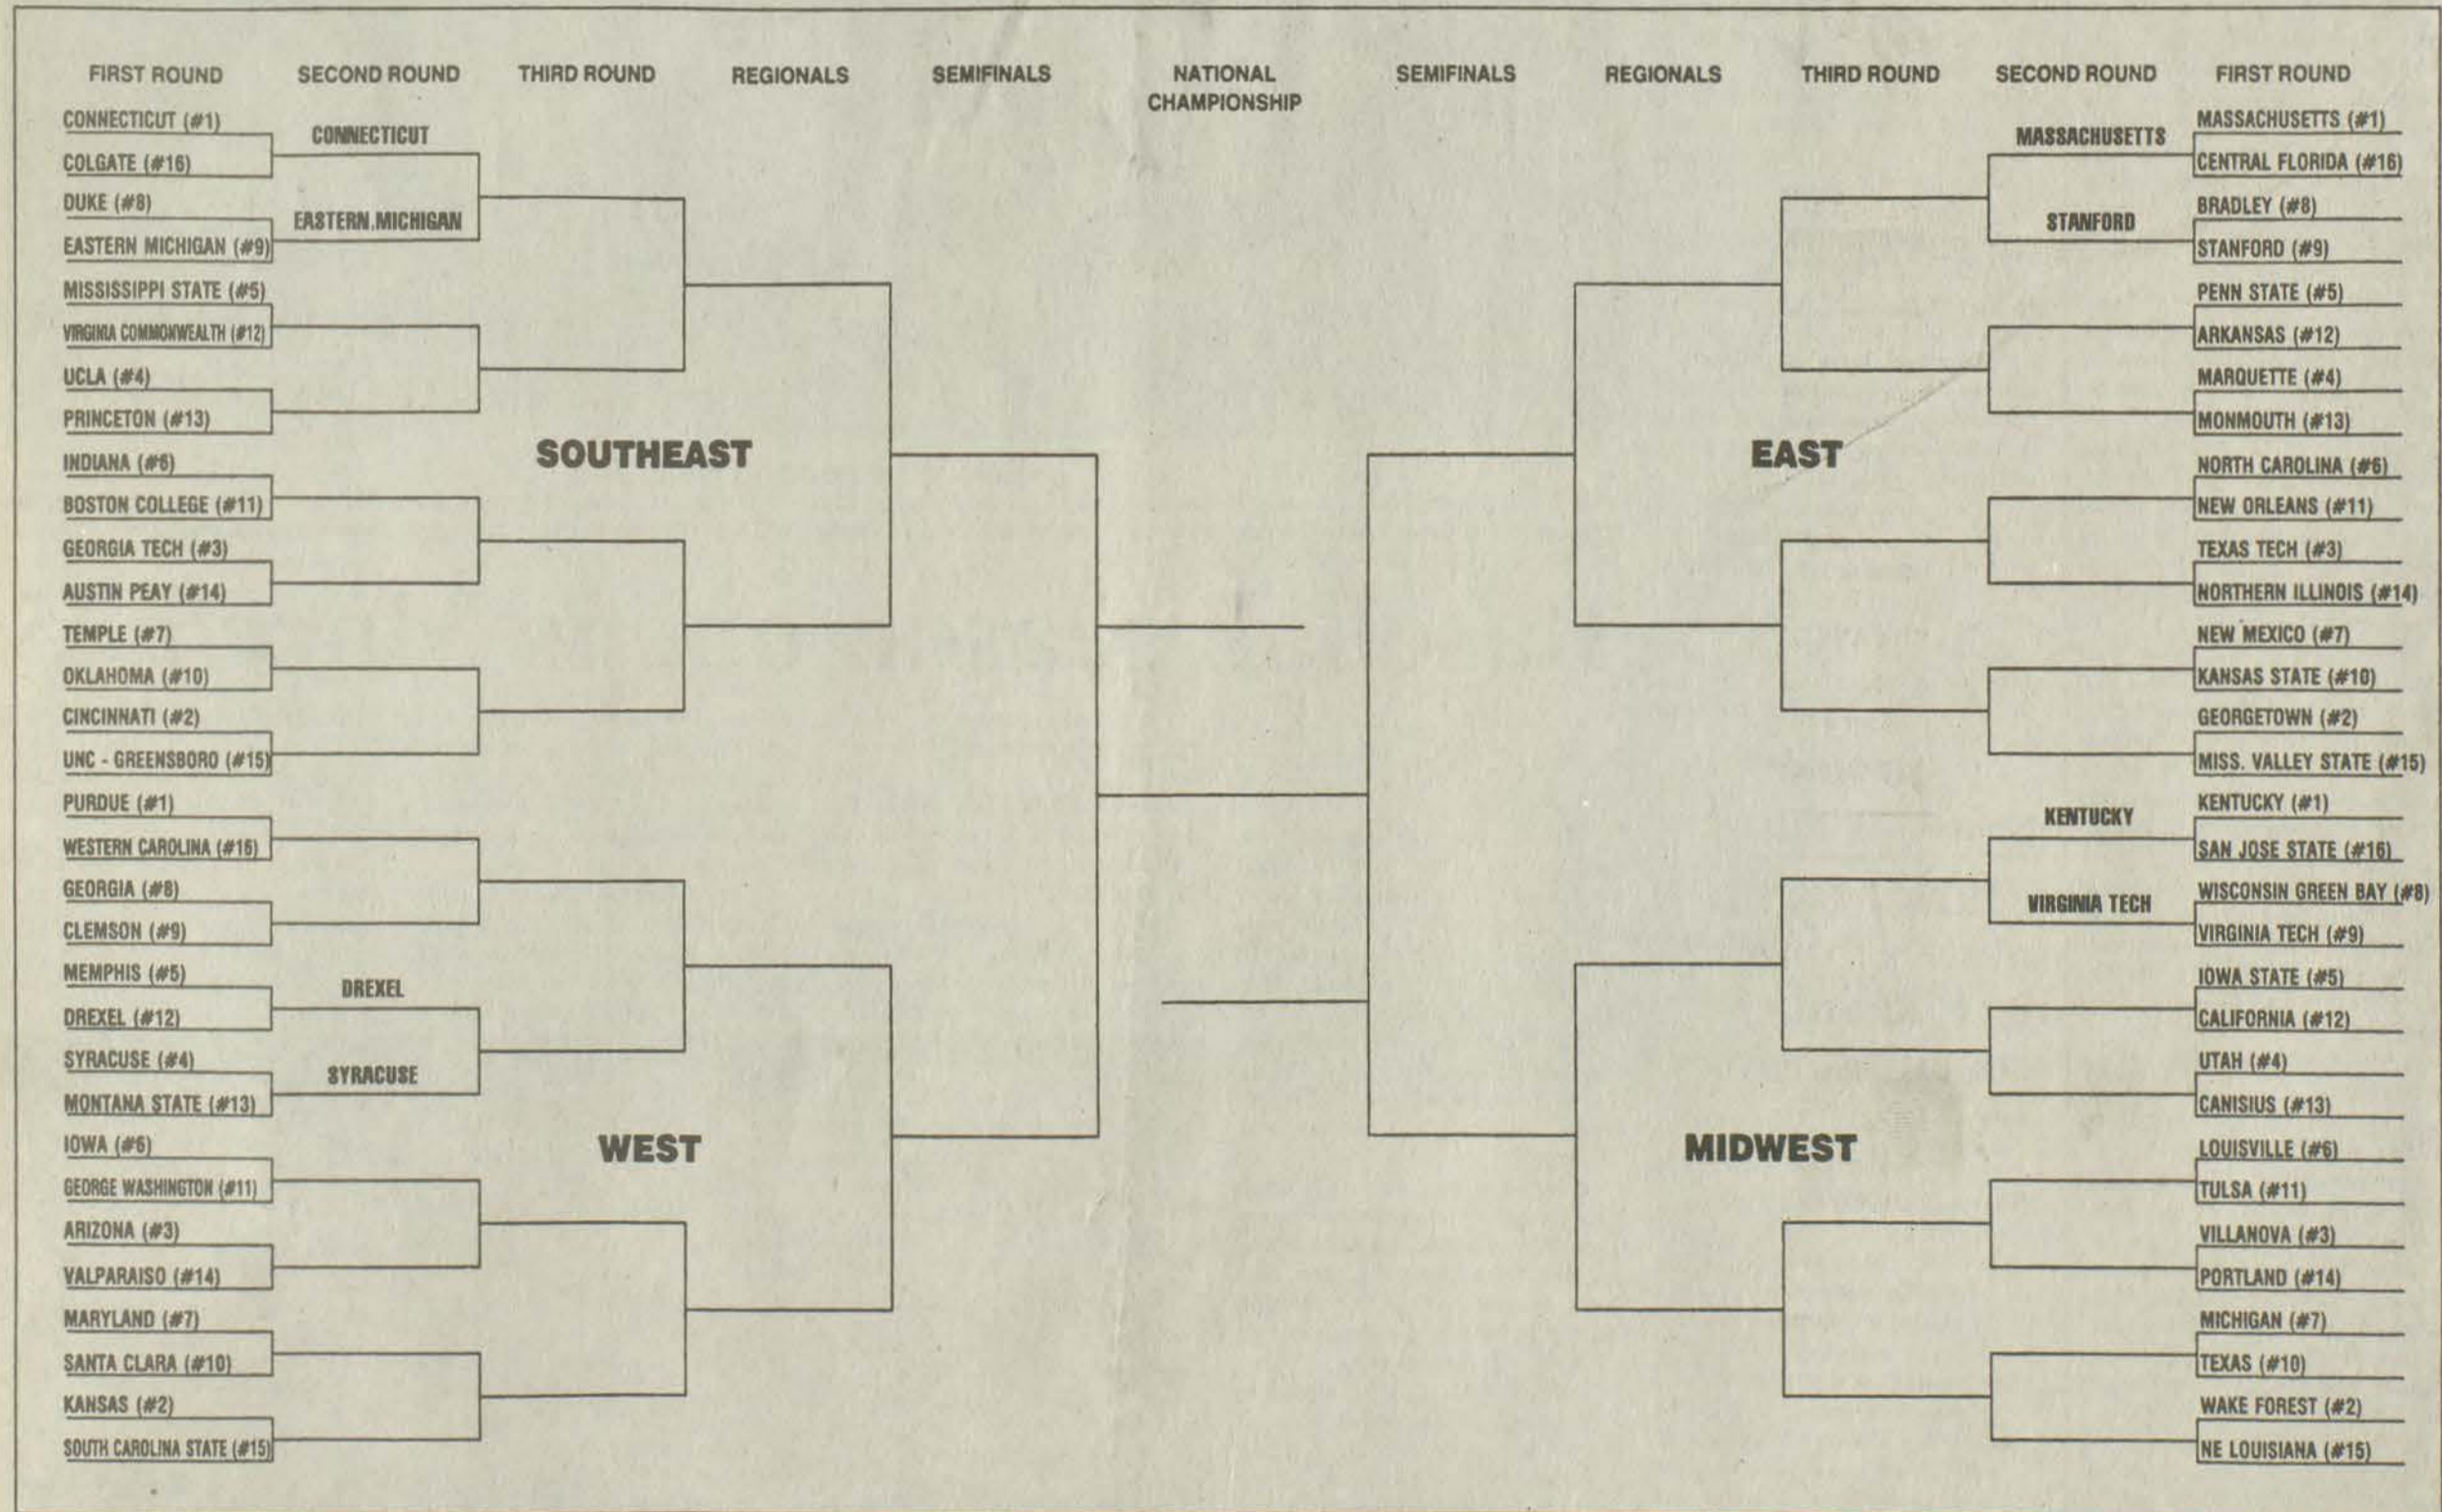 FIRST ROUND
SECOND ROUND
THIRD ROUND
REGIONALS
SEMIFINALS
NATIONAL
CHAMPIONSHIP
SEMIFINALS
REGIONALS
THIRD ROUND
SECOND ROUND
FIRST ROUND
CONNECTICUT (#1)
COLGATE (#16)
DUKE (#8)
EASTERN MICHIGAN (#9)
MISSISSIPPI STATE (#5)
VIRGINIA COMMONWEALTH (#12)
UCLA (#4)
PRINCETON (#13)
INDIANA (#6)
BOSTON COLLEGE (#11)
GEORGIA TECH (#3)
AUSTIN PEAY (#14)
TEMPLE (#7)
OKLAHOMA (#10)
CINCINNATI (#2)
UNC - GREENSBORO (#15)
PURDUE (#1)
WESTERN CAROLINA (#16)
GEORGIA (#8)
CLEMSON (#9)
MEMPHIS (#5)
DREXEL (#12)
SYRACUSE (#4)
MONTANA STATE (#13)
IOWA (#6)
GEORGE WASHINGTON (#11)
ARIZONA (#3)
VALPARAISO (#14)
MARYLAND (#7)
SANTA CLARA (#10)
KANSAS (#2)
SOUTH CAROLINA STATE (#15)
CONNECTICUT
EASTERN MICHIGAN
DREXEL
SYRACUSE
SOUTHEAST
WEST
EAST
MIDWEST
MASSACHUSETTS
STANFORD
KENTUCKY
VIRGINIA TECH
MASSACHUSETTS (#1)
CENTRAL FLORIDA (#16)
BRADLEY (#8)
STANFORD (#9)
PENN STATE (#5)
ARKANSAS (#12)
MARQUETTE (#4)
MONMOUTH (#13)
NORTH CAROLINA (#6)
NEW ORLEANS (#11)
TEXAS TECH (#3)
NORTHERN ILLINOIS (#14)
NEW MEXICO (#7)
KANSAS STATE (#10)
GEORGETOWN (#2)
MISS. VALLEY STATE (#15)
KENTUCKY (#1)
SAN JOSE STATE (#16)
WISCONSIN GREEN BAY (#8)
VIRGINIA TECH (#9)
IOWA STATE (#5)
CALIFORNIA (#12)
UTAH (#4)
CANISIUS (#13)
LOUISVILLE (#6)
TULSA (#11)
VILLANOVA (#3)
PORTLAND (#14)
MICHIGAN (#7)
TEXAS (#10)
WAKE FOREST (#2)
NE LOUISIANA (#15)